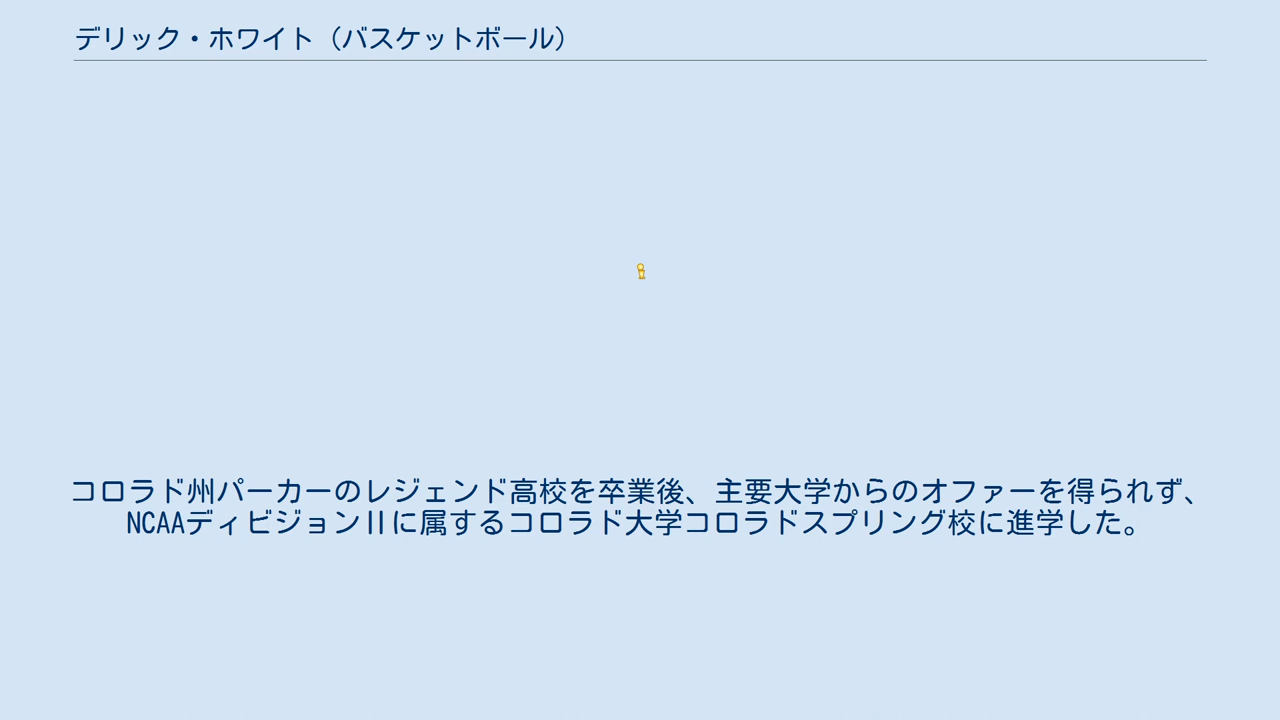 デリック・ホワイト（バスケットボール）
コロラド州パーカーのレジェンド高校を卒業後、主要大学からのオファーを得られず、
NCAAディビジョンⅡに属するコロラド大学コロラドスプリング校に進学した。